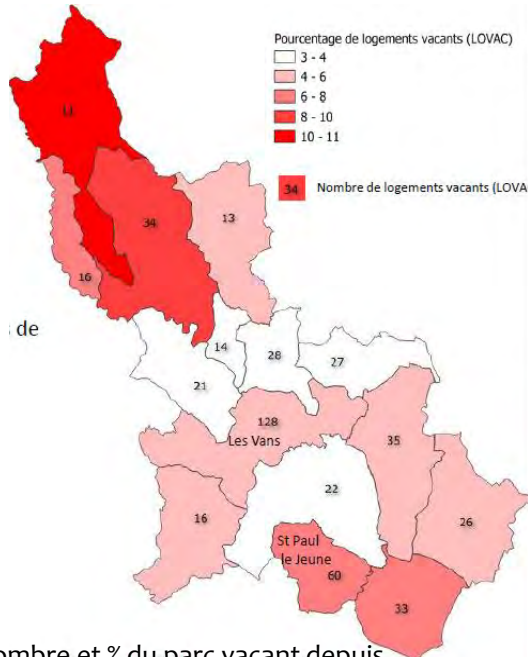 Pourcentage de logements vacants (LOVAC)
3 - 4
4 - 6
6 - 8
8 - 10
10 - 11
34 Nombre de logements vacants (LOVA
11
34
13
16
: de
14
28
27
21
128
Les Vans
35
22
16
26
St Paul
le Jeune
60
33
ombre et % du parc vacant depuis